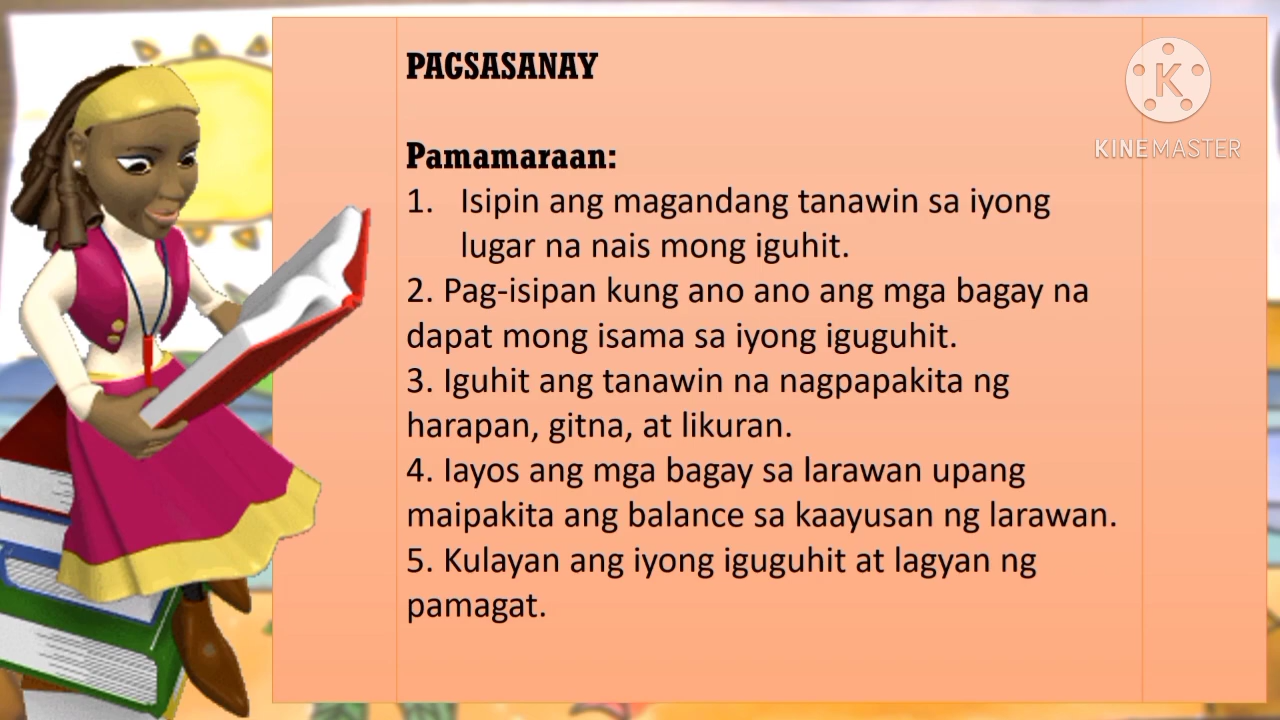 PAGSASANAY
K
KINEMASTER
Pamamaraan:
1. Isipin ang magandang tanawin sa iyong
lugar na nais mong iguhit.
2. Pag-isipan kung ano ano ang mga bagay na
dapat mong isama sa iyong iguguhit.
3. Iguhit ang tanawin na nagpapakita ng
harapan, gitna, at likuran.
4. Iayos ang mga bagay sa larawan upang
maipakita ang balance sa kaayusan ng larawan.
5. Kulayan ang iyong iguguhit at lagyan ng
pamagat.